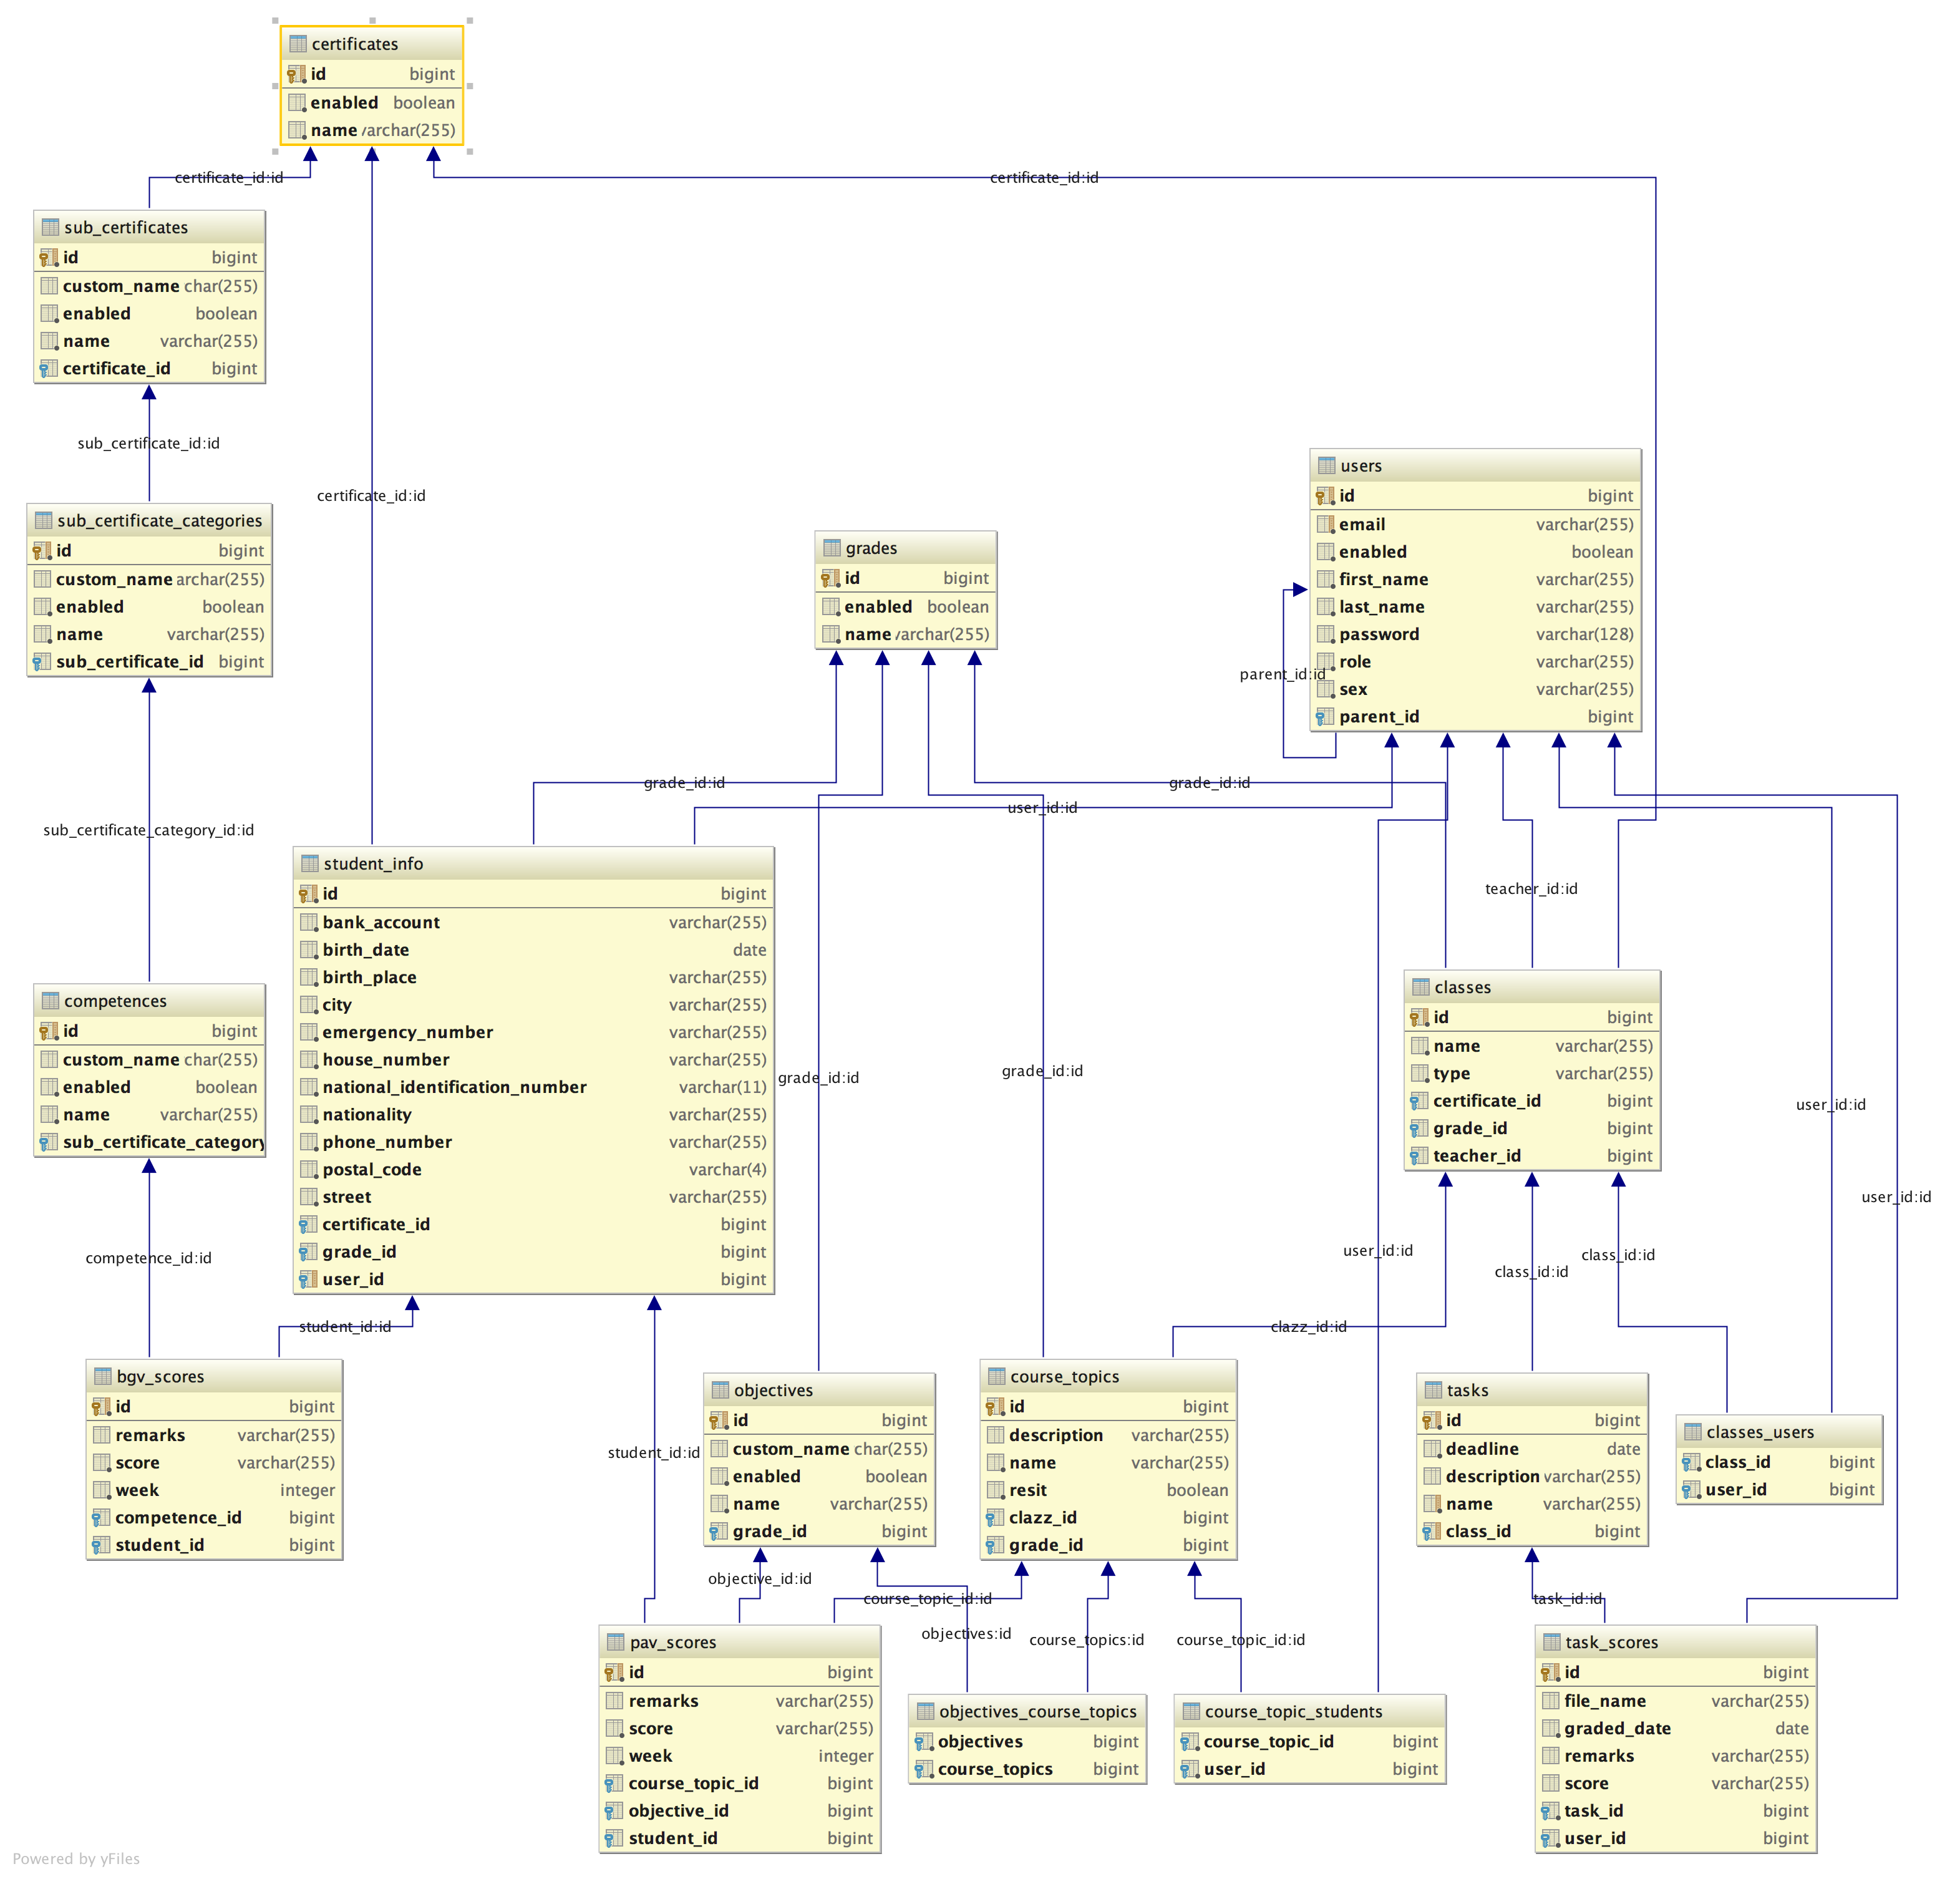 certificates
id bigint
enabled boolean
name varchar(255)
certificate_id:id
certificate_id:id
sub_certificates
id bigint
custom_name char(255)
enabled boolean
name varchar(255)
certificate_id bigint
sub_certificate_id:id
certificate_id:id
sub_certificate_categories
id bigint
custom_name archar(255)
enabled boolean
name varchar(255)
sub_certificate_id bigint
grades
id bigint
enabled boolean
name varchar(255)
users
id bigint
email varchar(255)
enabled boolean
first_name varchar(255)
last_name varchar(255)
password varchar(128)
role varchar(255)
sex varchar(255)
parent_id bigint
parent_id:id
grade_id:id
grade_id:id
user_id:id
sub_certificate_category_id:id
teacher_id:id
student_info
id bigint
bank_account varchar(255)
birth_date date
birth_place varchar(255)
city varchar(255)
emergency_number varchar(255)
house_number varchar(255)
national_identification_number varchar(11)
nationality varchar(255)
phone_number varchar(255)
postal_code varchar(4)
street varchar(255)
certificate_id bigint
grade_id bigint
user_id bigint
competences
id bigint
custom_name char(255)
enabled boolean
name varchar(255)
sub_certificate_category
grade_id:id
grade_id:id
classes
id bigint
name varchar(255)
type varchar(255)
certificate_id bigint
grade_id bigint
teacher_id bigint
user_id:id
user_id:id
competence_id:id
user_id:id
class_id:id
class_id:id
student_id:id
clazz_id:id
bgv_scores
id bigint
remarks varchar(255)
score varchar(255)
week integer
competence_id bigint
student_id bigint
student_id:id
objectives
id bigint
custom_name char(255)
enabled boolean
name varchar(255)
grade_id bigint
course_topics
id bigint
description varchar(255)
name varchar(255)
resit boolean
clazz_id bigint
grade_id bigint
tasks
id bigint
deadline date
description varchar(255)
name varchar(255)
class_id bigint
classes_users
class_id bigint
user_id bigint
objective_id:id
course_topic_id:id
task_id:id
objectives:id
course_topics:id
course_topic_id:id
pav_scores
id bigint
remarks varchar(255)
score varchar(255)
week integer
course_topic_id bigint
objective_id bigint
student_id bigint
objectives_course_topics
objectives bigint
course_topics bigint
course_topic_students
course_topic_id bigint
user_id bigint
task_scores
id bigint
file_name varchar(255)
graded_date date
remarks varchar(255)
score varchar(255)
task_id bigint
user_id bigint
Powered by yFiles